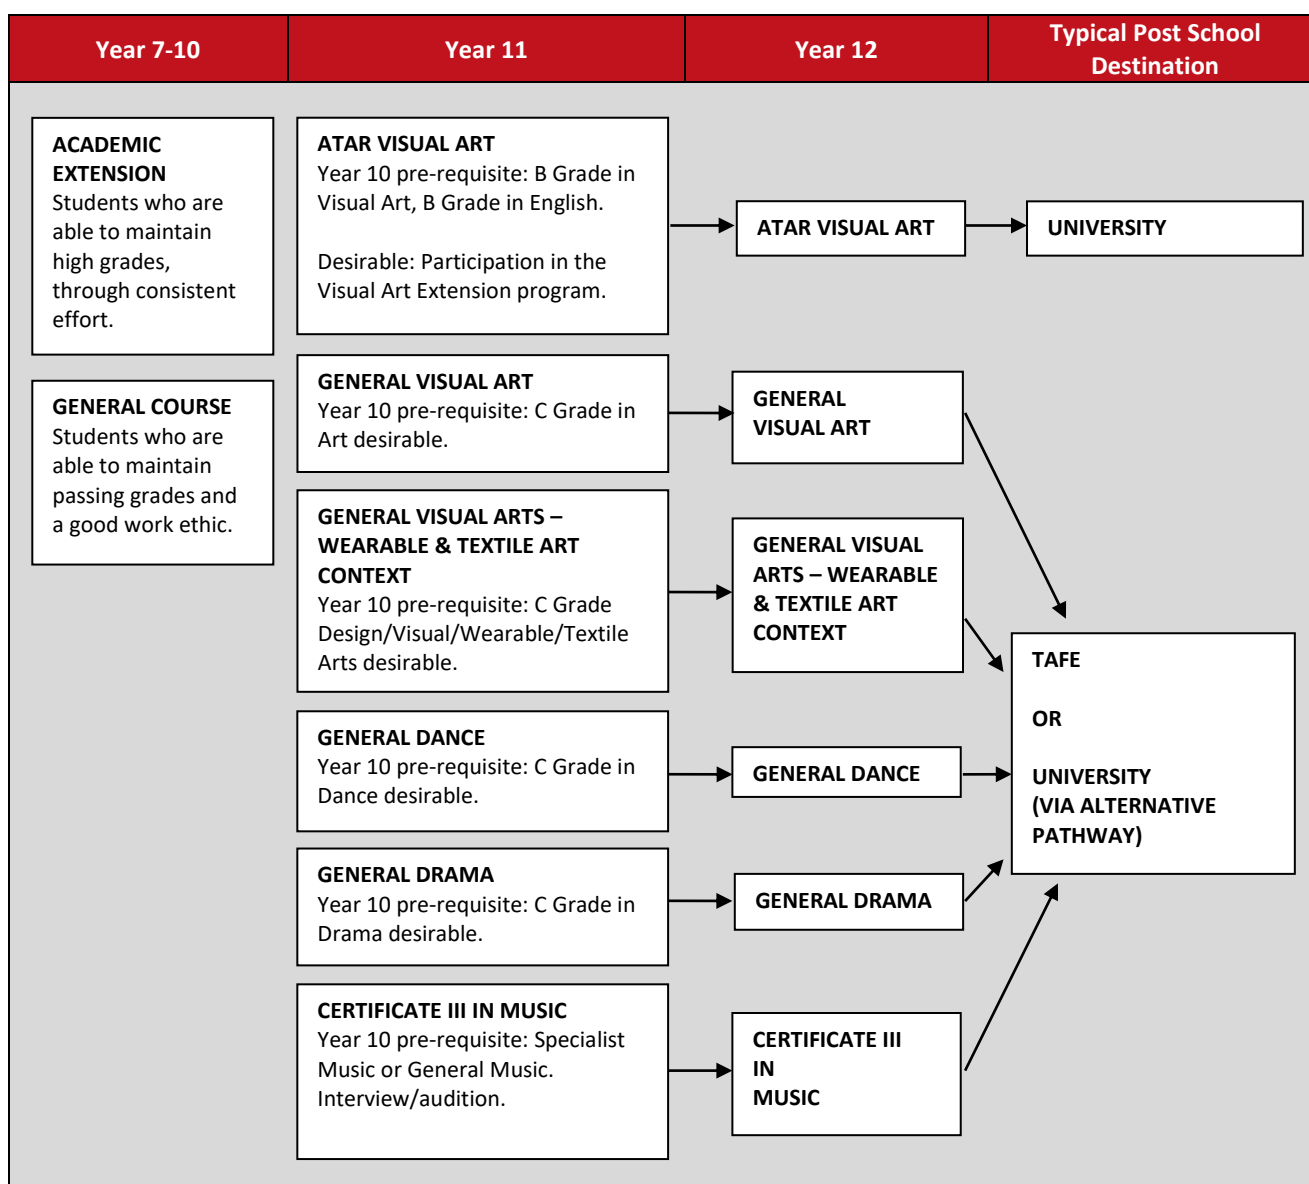 Year 7-10
Year 11
Year 12
Typical Post School
Destination
ACADEMIC
EXTENSION
Students who are
able to maintain
high grades,
through consistent
effort.
GENERAL COURSE
Students who are
able to maintain
passing grades and
a good work ethic.
ATAR VISUAL ART
Year 10 pre-requisite: B Grade in
Visual Art, B Grade in English.
Desirable: Participation in the
Visual Art Extension program.
GENERAL VISUAL ART
Year 10 pre-requisite: C Grade in
Art desirable.
GENERAL VISUAL ARTS –
WEARABLE & TEXTILE ART
CONTEXT
Year 10 pre-requisite: C Grade
Design/Visual/Wearable/Textile
Arts desirable.
GENERAL DANCE
Year 10 pre-requisite: C Grade in
Dance desirable.
GENERAL DRAMA
Year 10 pre-requisite: C Grade in
Drama desirable.
CERTIFICATE III IN MUSIC
Year 10 pre-requisite: Specialist
Music or General Music.
Interview/audition.
ATAR VISUAL ART
GENERAL
VISUAL ART
GENERAL VISUAL
ARTS – WEARABLE
& TEXTILE ART
CONTEXT
GENERAL DANCE
GENERAL DRAMA
CERTIFICATE III
IN
MUSIC
UNIVERSITY
TAFE
OR
UNIVERSITY
(VIA ALTERNATIVE
PATHWAY)